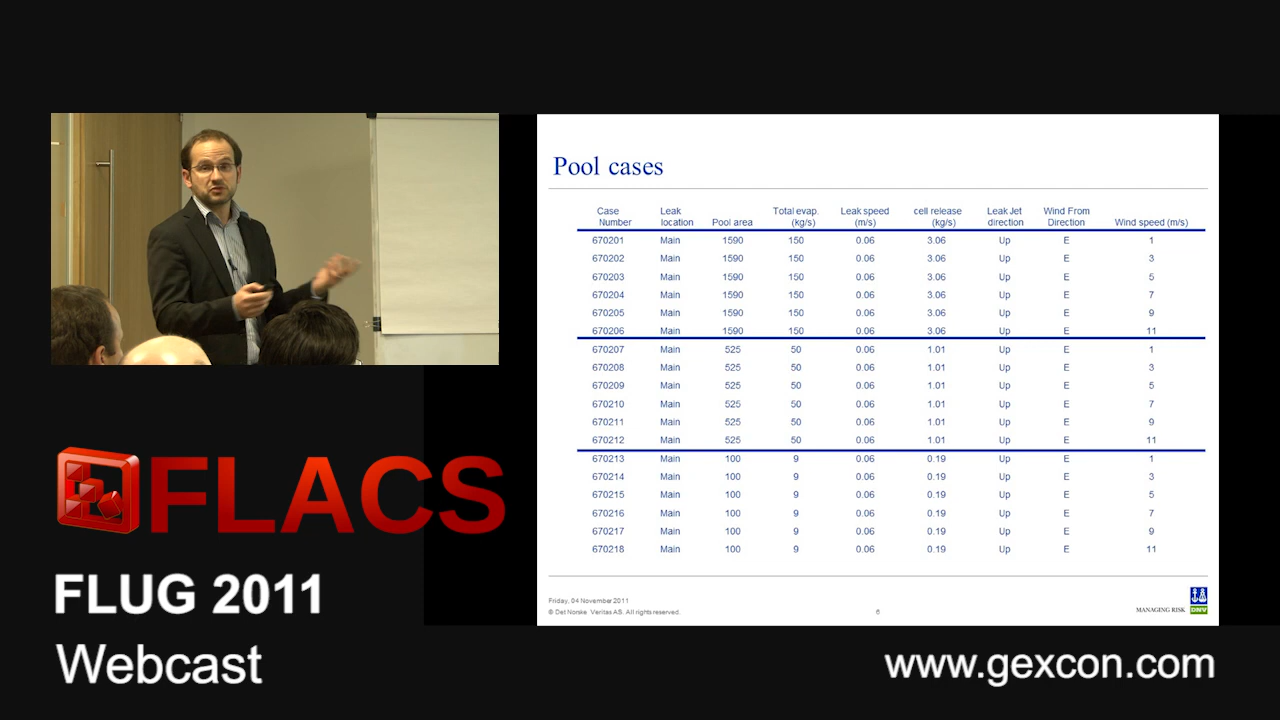 Pool cases
Case Number Leak location Pool area Total evap. (kg/s) Leak speed (m/s) cell release (kg/s) Leak Jet direction Wind From Direction Wind speed (m/s)
670201 Main 1590 150 0.06 3.06 Up E 1
670202 Main 1590 150 0.06 3.06 Up E 3
670203 Main 1590 150 0.06 3.06 Up E 5
670204 Main 1590 150 0.06 3.06 Up E 7
670205 Main 1590 150 0.06 3.06 Up E 9
670206 Main 1590 150 0.06 3.06 Up E 11
670207 Main 525 50 0.06 1.01 Up E 1
670208 Main 525 50 0.06 1.01 Up E 3
670209 Main 525 50 0.06 1.01 Up E 5
670210 Main 525 50 0.06 1.01 Up E 7
670211 Main 525 50 0.06 1.01 Up E 9
670212 Main 525 50 0.06 1.01 Up E 11
670213 Main 100 9 0.06 0.19 Up E 1
670214 Main 100 9 0.06 0.19 Up E 3
670215 Main 100 9 0.06 0.19 Up E 5
670216 Main 100 9 0.06 0.19 Up E 7
670217 Main 100 9 0.06 0.19 Up E 9
670218 Main 100 9 0.06 0.19 Up E 11
Friday, 04 November 2011
© Det Norske Veritas AS. All rights reserved.
6
MANAGING RISK
DNV
FLACS
FLUG 2011
Webcast
www.gexcon.com